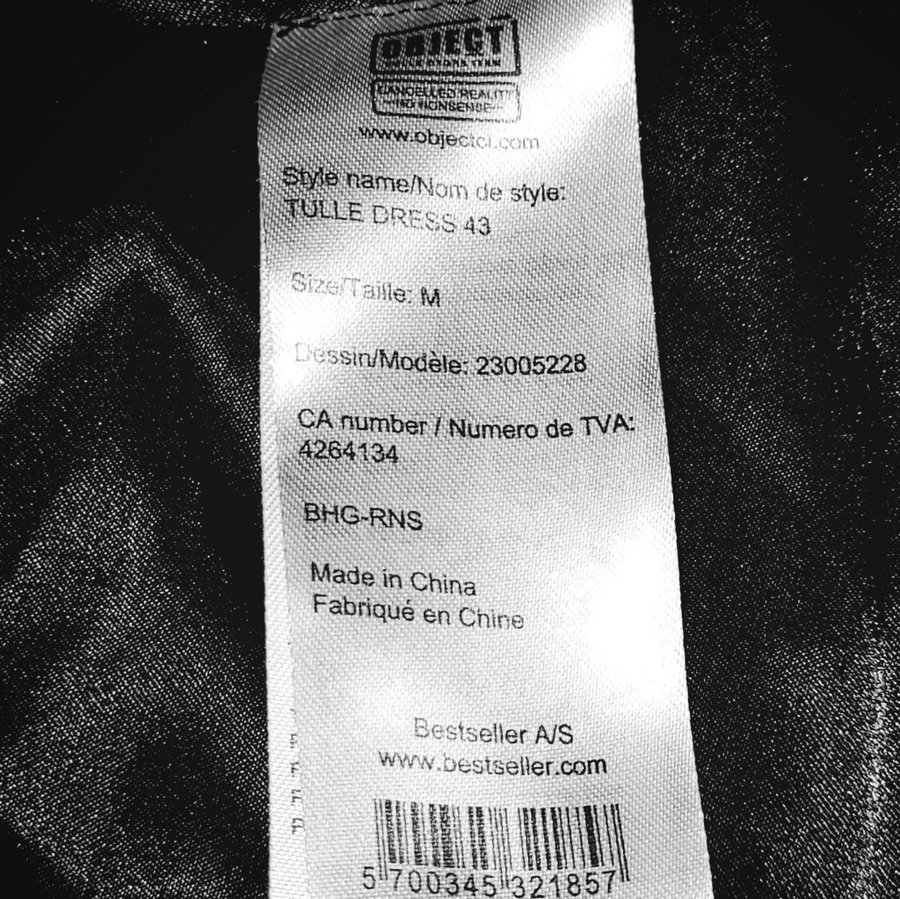 OBJECT
CANCELLED REALITY
NO NONSENSE
www.objectci.com
Style name/Nom de style:
TULLE DRESS 43
Size/Taille: M
Dessin/Modèle: 23005228
CA number / Numero de TVA:
4264134
BHG-RNS
Made in China
Fabriqué en Chine
Bestseller A/S
www.bestseller.com
5 700345 321857